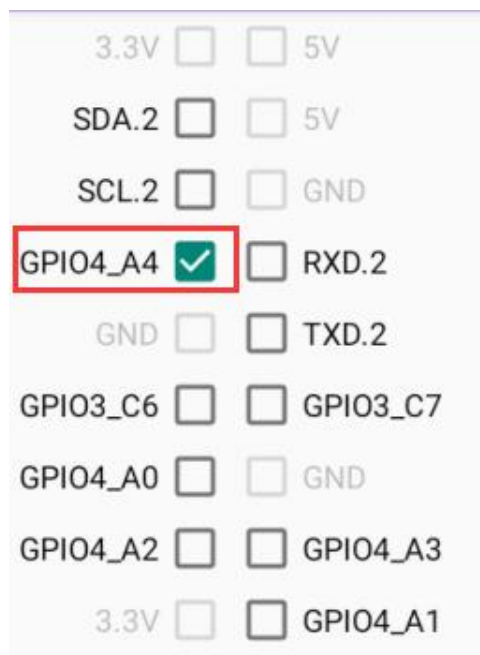 3.3V 5V
SDA.2 5V
SCL.2 GND
GPIO4_A4 RXD.2
GND TXD.2
GPIO3_C6 GPIO3_C7
GPIO4_A0 GND
GPIO4_A2 GPIO4_A3
3.3V GPIO4_A1